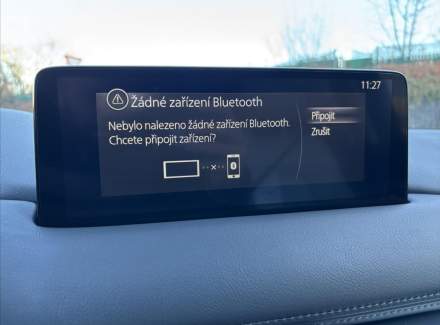 11:27
Žádné zařízení Bluetooth
Nebylo nalezeno žádné zařízení Bluetooth.
Chcete připojit zařízení?
Připojit
Zrušit